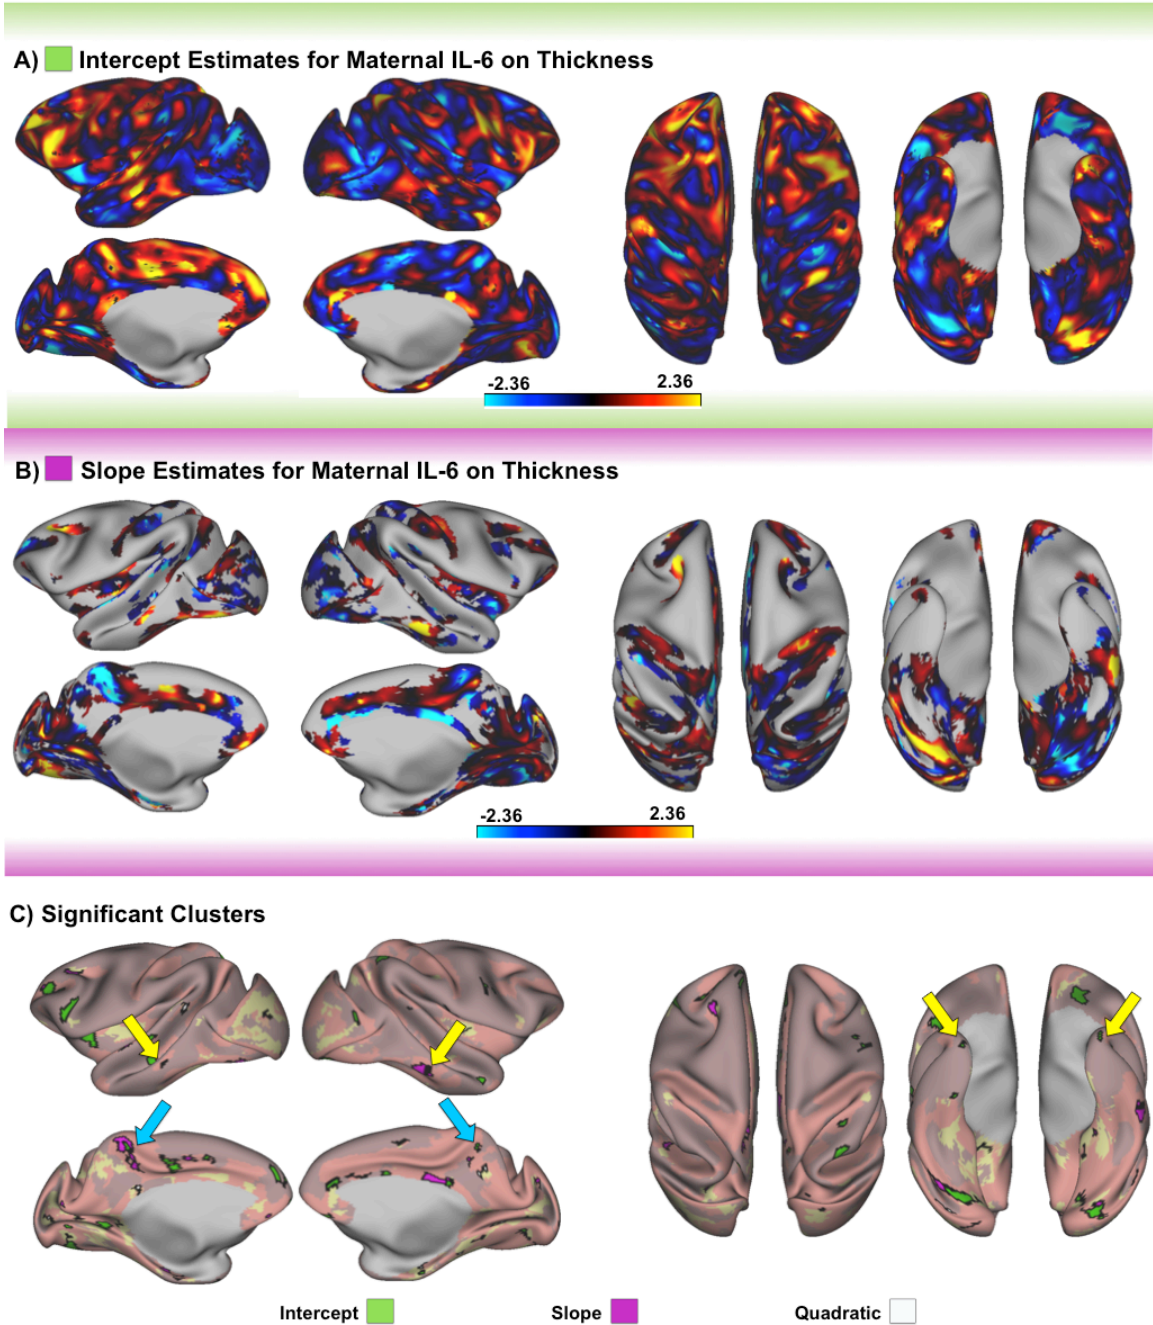 A) Intercept Estimates for Maternal IL-6 on Thickness
-2.36 2.36
B) Slope Estimates for Maternal IL-6 on Thickness
-2.36 2.36
C) Significant Clusters
Intercept Slope Quadratic